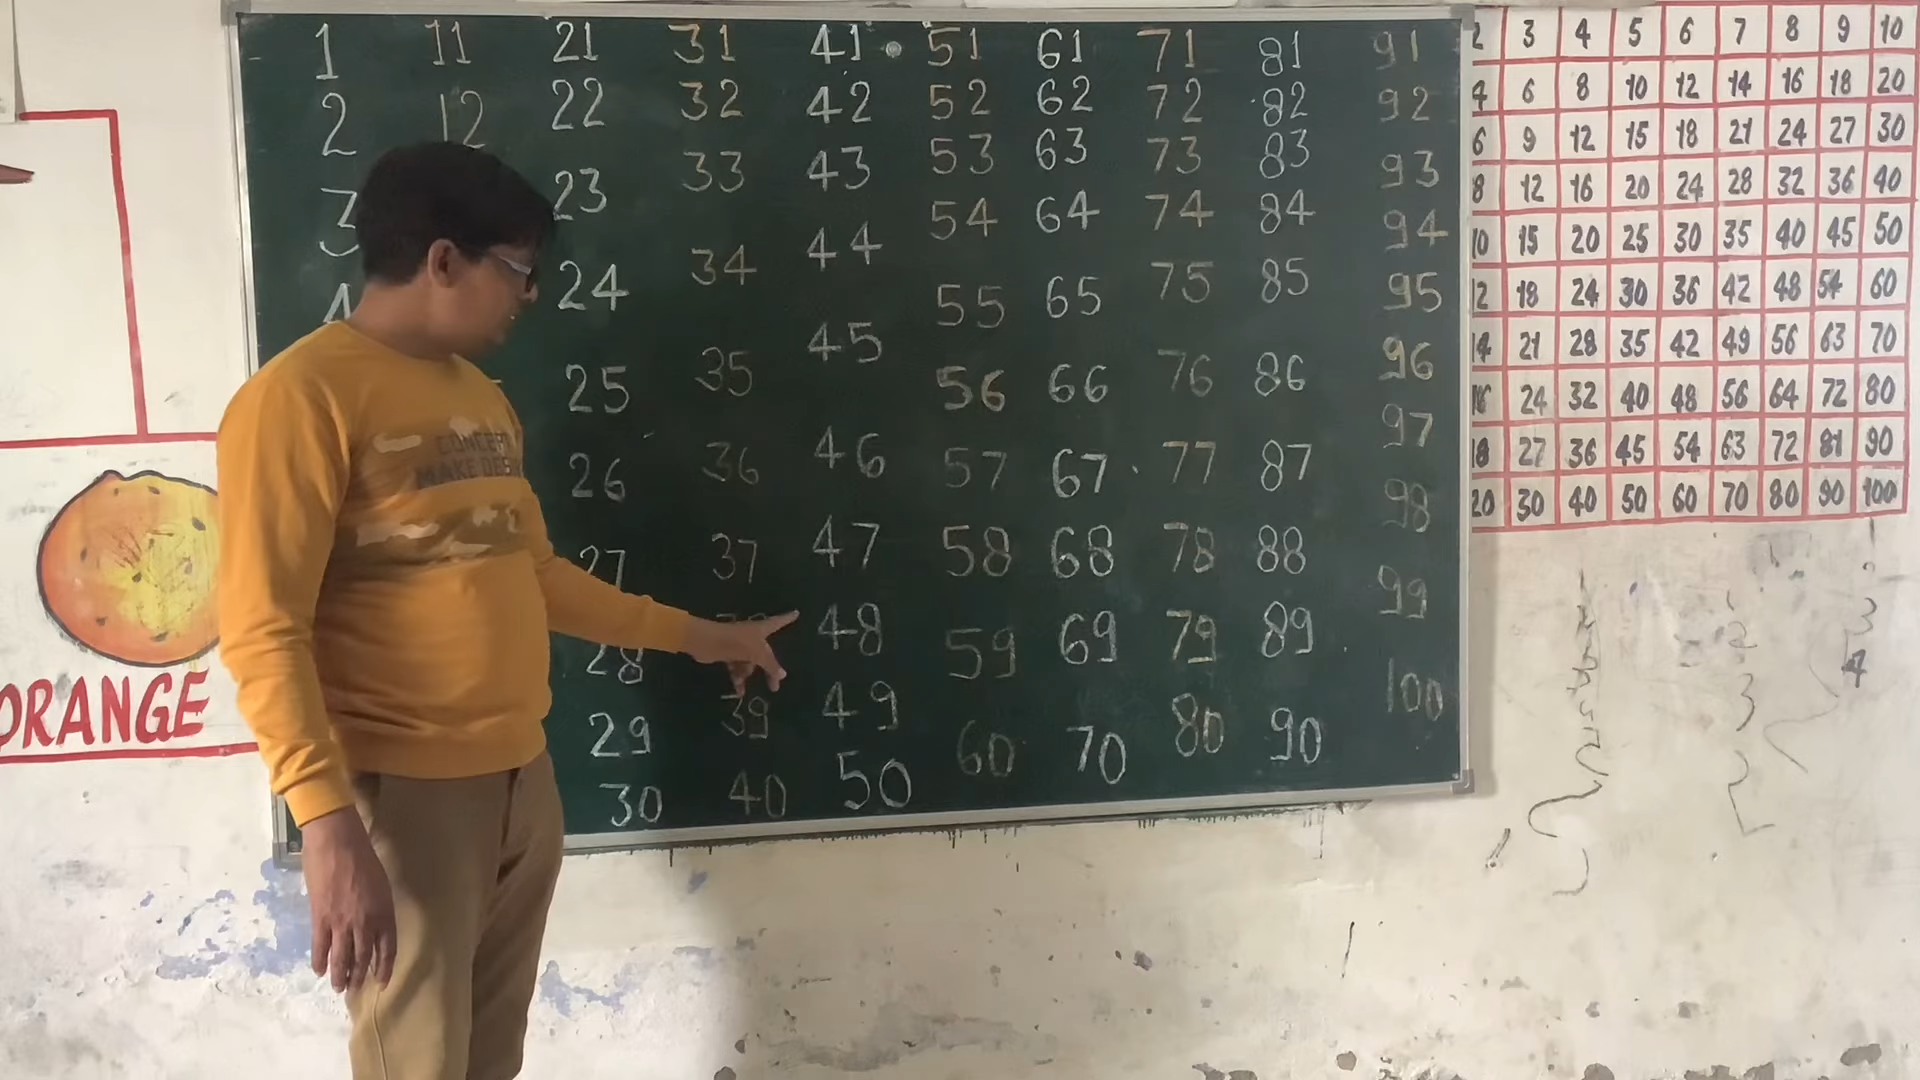 1 11 21 31 41 51 61 71 81 91
2 12 22 32 42 52 62 72 82 92
3 23 33 43 53 63 73 83 93
4 24 34 44 54 64 74 84 94
25 35 45 55 65 75 85 95
26 36 46 56 66 76 86 96
27 37 47 57 67 77 87 97
28 48 58 68 78 88 98
29 39 49 59 69 79 89 99
30 40 50 60 70 80 90 100
2 3 4 5 6 7 8 9 10
4 6 8 10 12 14 16 18 20
6 9 12 15 18 21 24 27 30
8 12 16 20 24 28 32 36 40
10 15 20 25 30 35 40 45 50
12 18 24 30 36 42 48 54 60
14 21 28 35 42 49 56 63 70
16 24 32 40 48 56 64 72 80
18 27 36 45 54 63 72 81 90
20 30 40 50 60 70 80 90 100
ORANGE
CONCEPT
MAKE